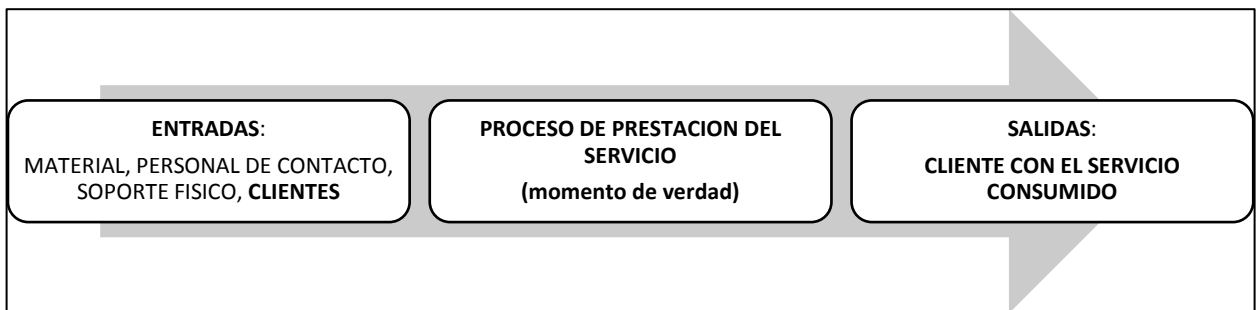 ENTRADAS:
MATERIAL, PERSONAL DE CONTACTO,
SOPORTE FISICO, CLIENTES
PROCESO DE PRESTACION DEL
SERVICIO
(momento de verdad)
SALIDAS:
CLIENTE CON EL SERVICIO
CONSUMIDO